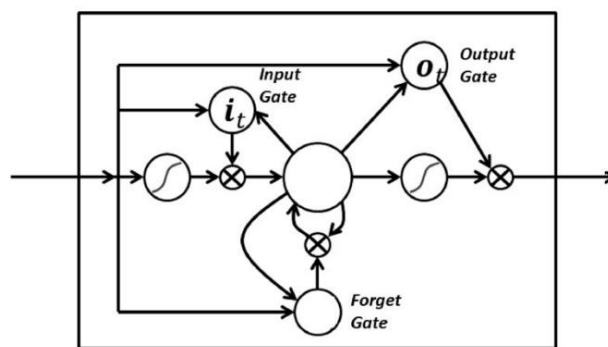 Input
Gate
i_t
o_t
Output
Gate
Forget
Gate